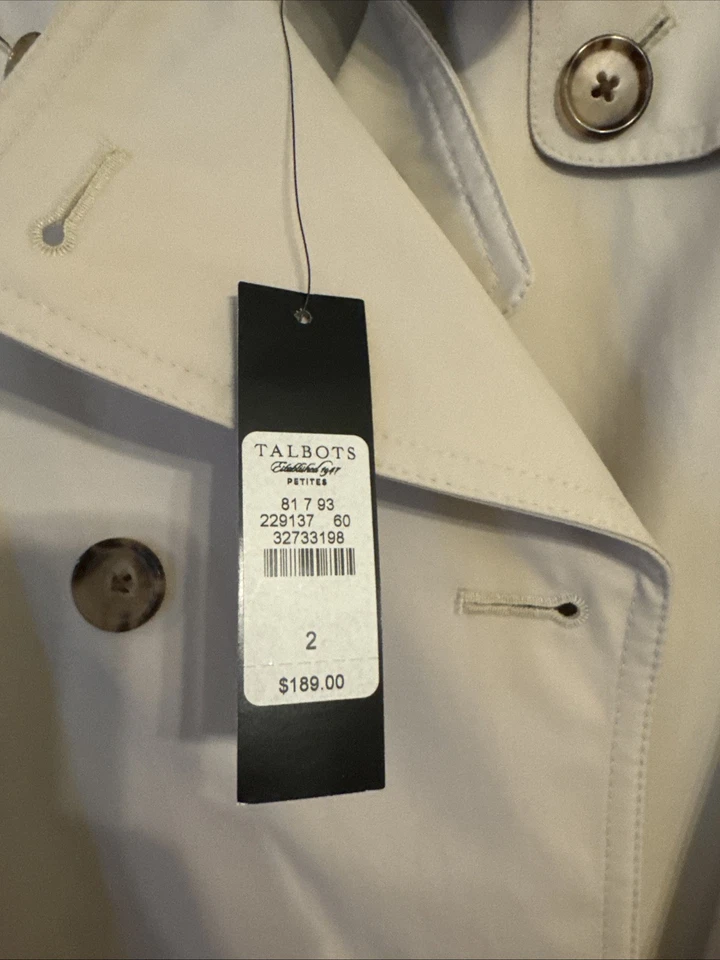 TALBOTS
Established 1947
PETITES
81 7 93
229137 60
32733198
2
$189.00